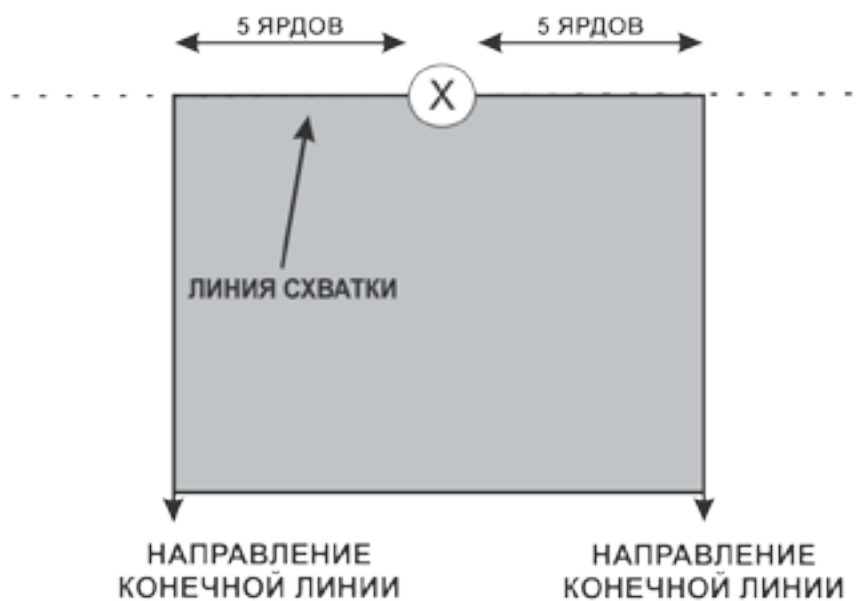 5 ЯРДОВ 5 ЯРДОВ
X
ЛИНИЯ СХВАТКИ
НАПРАВЛЕНИЕ
КОНЕЧНОЙ ЛИНИИ
НАПРАВЛЕНИЕ
КОНЕЧНОЙ ЛИНИИ